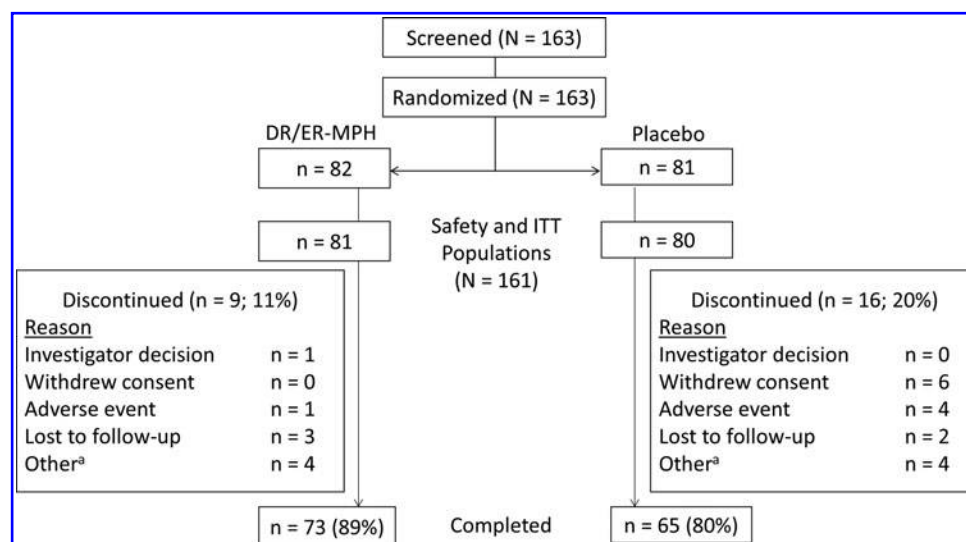 Screened (N = 163)
Randomized (N = 163)
DR/ER-MPH
Placebo
n = 82
n = 81
n = 81
Safety and ITT
Populations
(N = 161)
n = 80
Discontinued (n = 9; 11%)
Reason
Investigator decision n = 1
Withdrew consent n = 0
Adverse event n = 1
Lost to follow-up n = 3
Otherᵃ n = 4
Discontinued (n = 16; 20%)
Reason
Investigator decision n = 0
Withdrew consent n = 6
Adverse event n = 4
Lost to follow-up n = 2
Otherᵃ n = 4
n = 73 (89%)
Completed
n = 65 (80%)